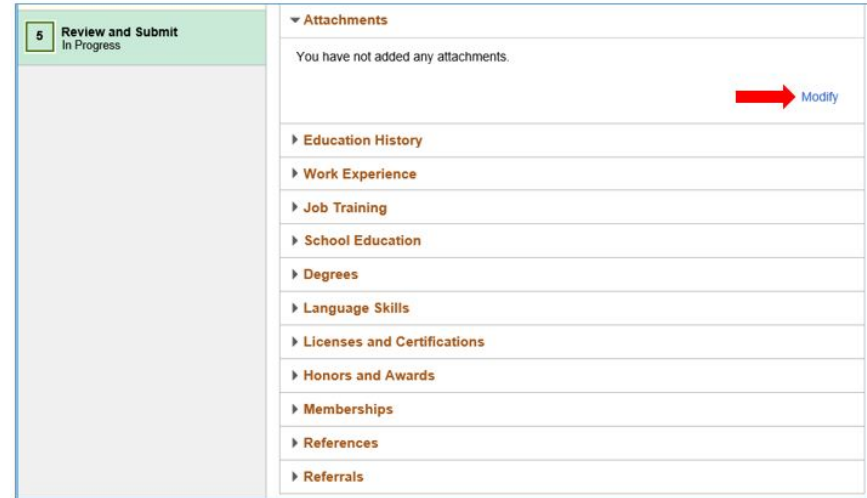 5
Review and Submit
In Progress
Attachments
You have not added any attachments.
Modify
Education History
Work Experience
Job Training
School Education
Degrees
Language Skills
Licenses and Certifications
Honors and Awards
Memberships
References
Referrals